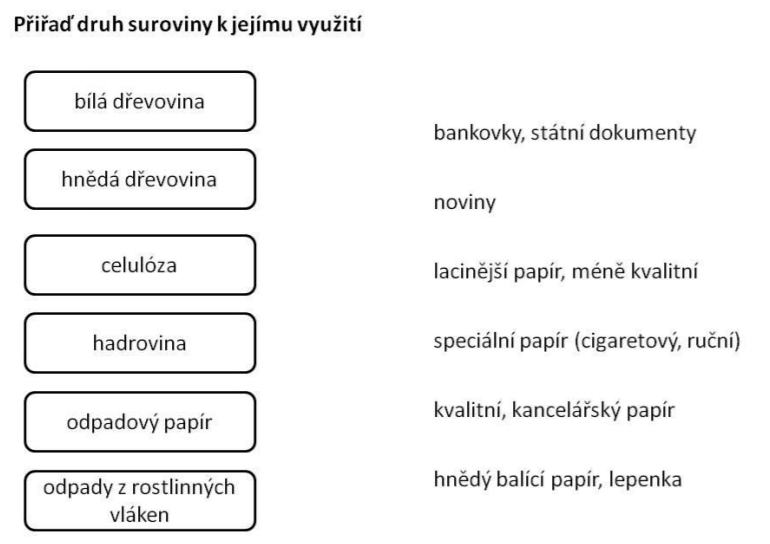 Přiřaď druh suroviny k jejímu využití
bílá dřevovina
hnědá dřevovina
celulóza
hadrovina
odpadový papír
odpady z rostlinných
vláken
bankovky, státní dokumenty
noviny
lacinější papír, méně kvalitní
speciální papír (cigaretový, ruční)
kvalitní, kancelářský papír
hnědý balící papír, lepenka